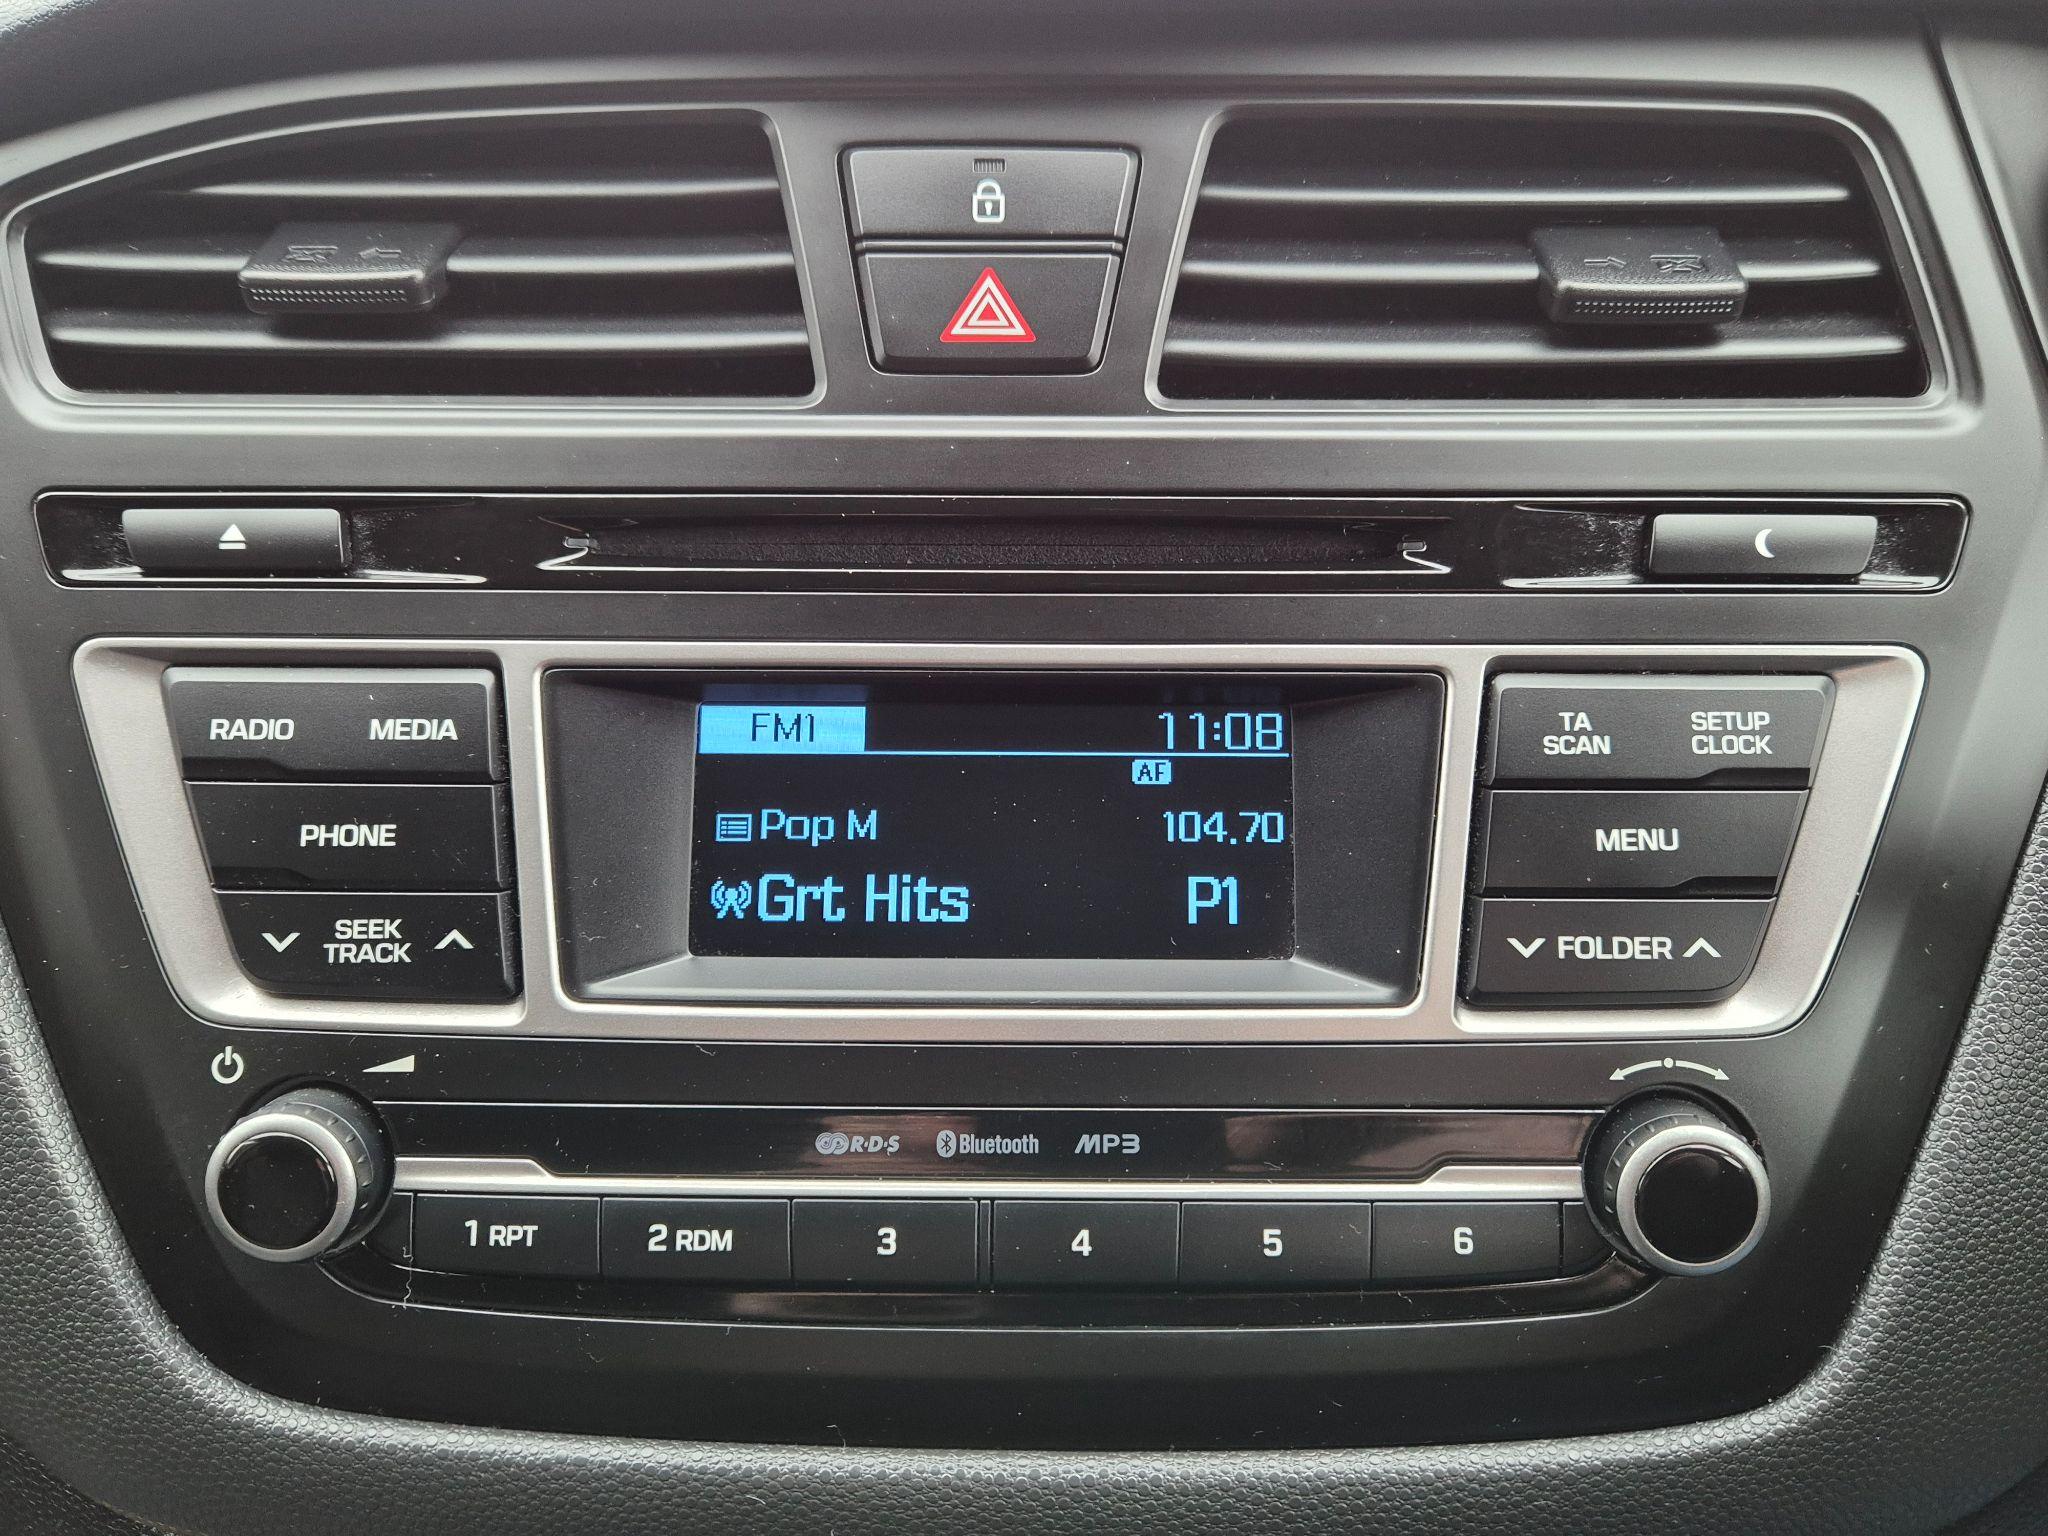 RADIO MEDIA
PHONE
SEEK
TRACK
FM1 11:08
AF
Pop M 104.70
Grt Hits P1
TA
SCAN
SETUP
CLOCK
MENU
FOLDER
R·D·S Bluetooth MP3
1 RPT 2 RDM 3 4 5 6